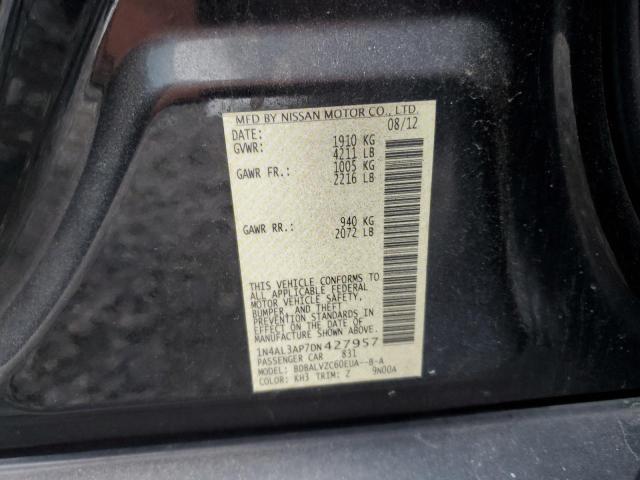 MFD BY NISSAN MOTOR CO., LTD.
DATE: 08/12
GVWR: 1910 KG
4211 LB
GAWR FR.: 1005 KG
2216 LB
GAWR RR.: 940 KG
2072 LB
THIS VEHICLE CONFORMS TO
ALL APPLICABLE FEDERAL
MOTOR VEHICLE SAFETY,
BUMPER, AND THEFT
PREVENTION STANDARDS IN
EFFECT ON THE DATE OF
MANUFACTURE SHOWN ABOVE.
1N4AL3AP7DN427957
PASSENGER CAR 831
MODEL: BDBALVZC60EUA--B-A
COLOR: KH3 TRIM: Z 9N00A